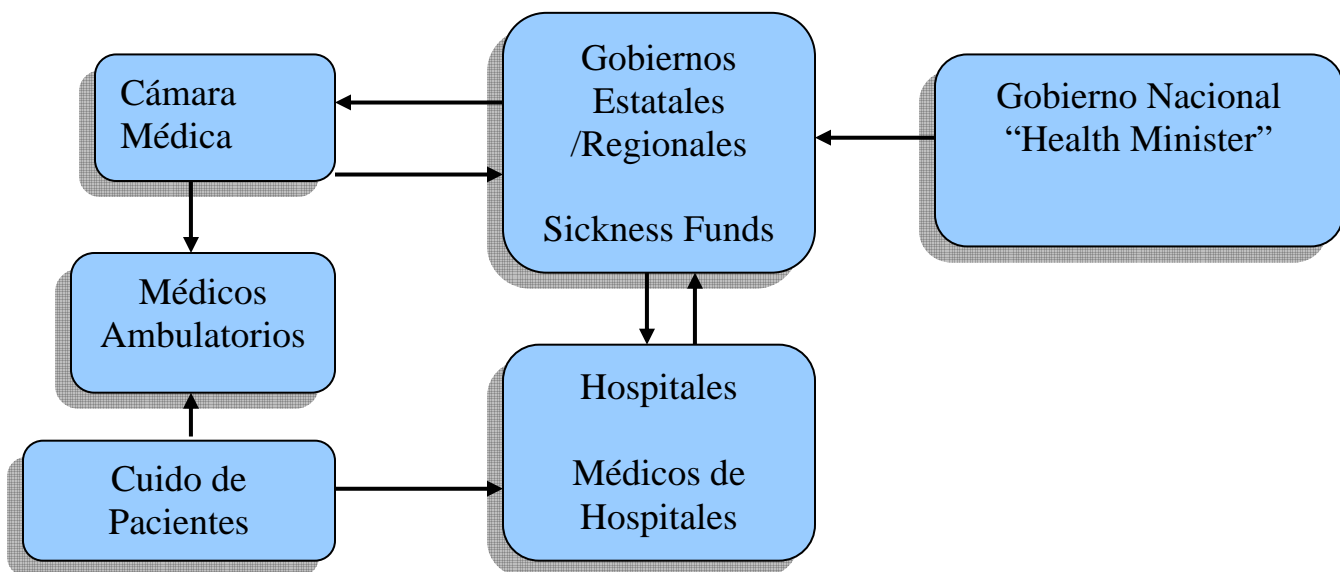 Cámara
Médica
Gobiernos
Estatales
/Regionales
Sickness Funds
Gobierno Nacional
“Health Minister”
Médicos
Ambulatorios
Hospitales
Médicos de
Hospitales
Cuido de
Pacientes